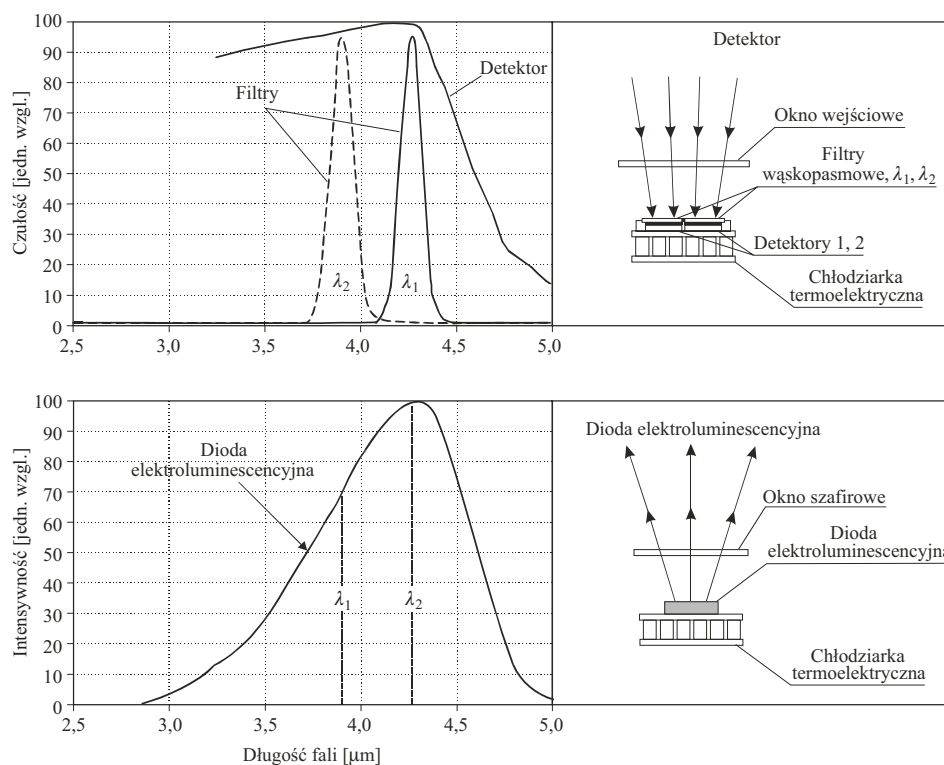 Czułość [jedn. wzgl.]
100
90
80
70
60
50
40
30
20
10
0
2,5
3,0
3,5
4,0
4,5
5,0
Filtry
Detektor
λ2
λ1
Detektor
Okno wejściowe
Filtry
wąskopasmowe, λ1, λ2
Detektory 1, 2
Chłodziarka
termoelektryczna
Intensywność [jedn. wzgl.]
100
90
80
70
60
50
40
30
20
10
0
2,5
3,0
3,5
4,0
4,5
5,0
Długość fali [μm]
Dioda
elektroluminescencyjna
λ1
λ2
Dioda elektroluminescencyjna
Okno szafirowe
Dioda
elektroluminescencyjna
Chłodziarka
termoelektryczna